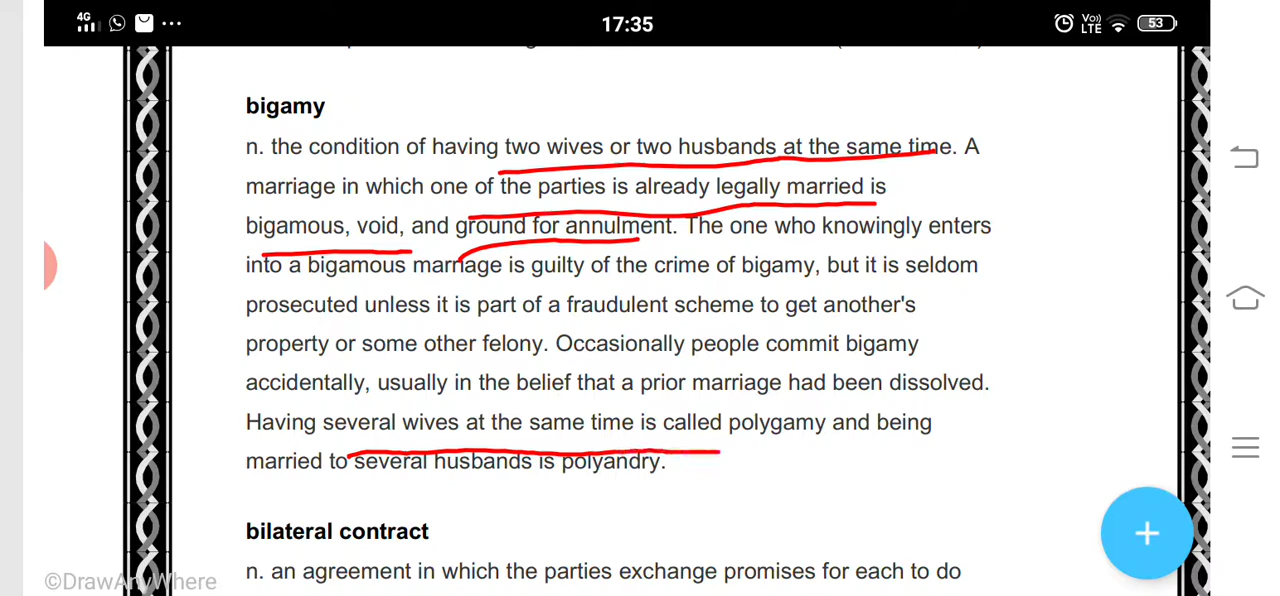 4G
17:35
Vo)
LTE
53
bigamy
n. the condition of having two wives or two husbands at the same time. A
marriage in which one of the parties is already legally married is
bigamous, void, and ground for annulment. The one who knowingly enters
into a bigamous marriage is guilty of the crime of bigamy, but it is seldom
prosecuted unless it is part of a fraudulent scheme to get another's
property or some other felony. Occasionally people commit bigamy
accidentally, usually in the belief that a prior marriage had been dissolved.
Having several wives at the same time is called polygamy and being
married to several husbands is polyandry.
bilateral contract
n. an agreement in which the parties exchange promises for each to do
©DrawAnyWhere